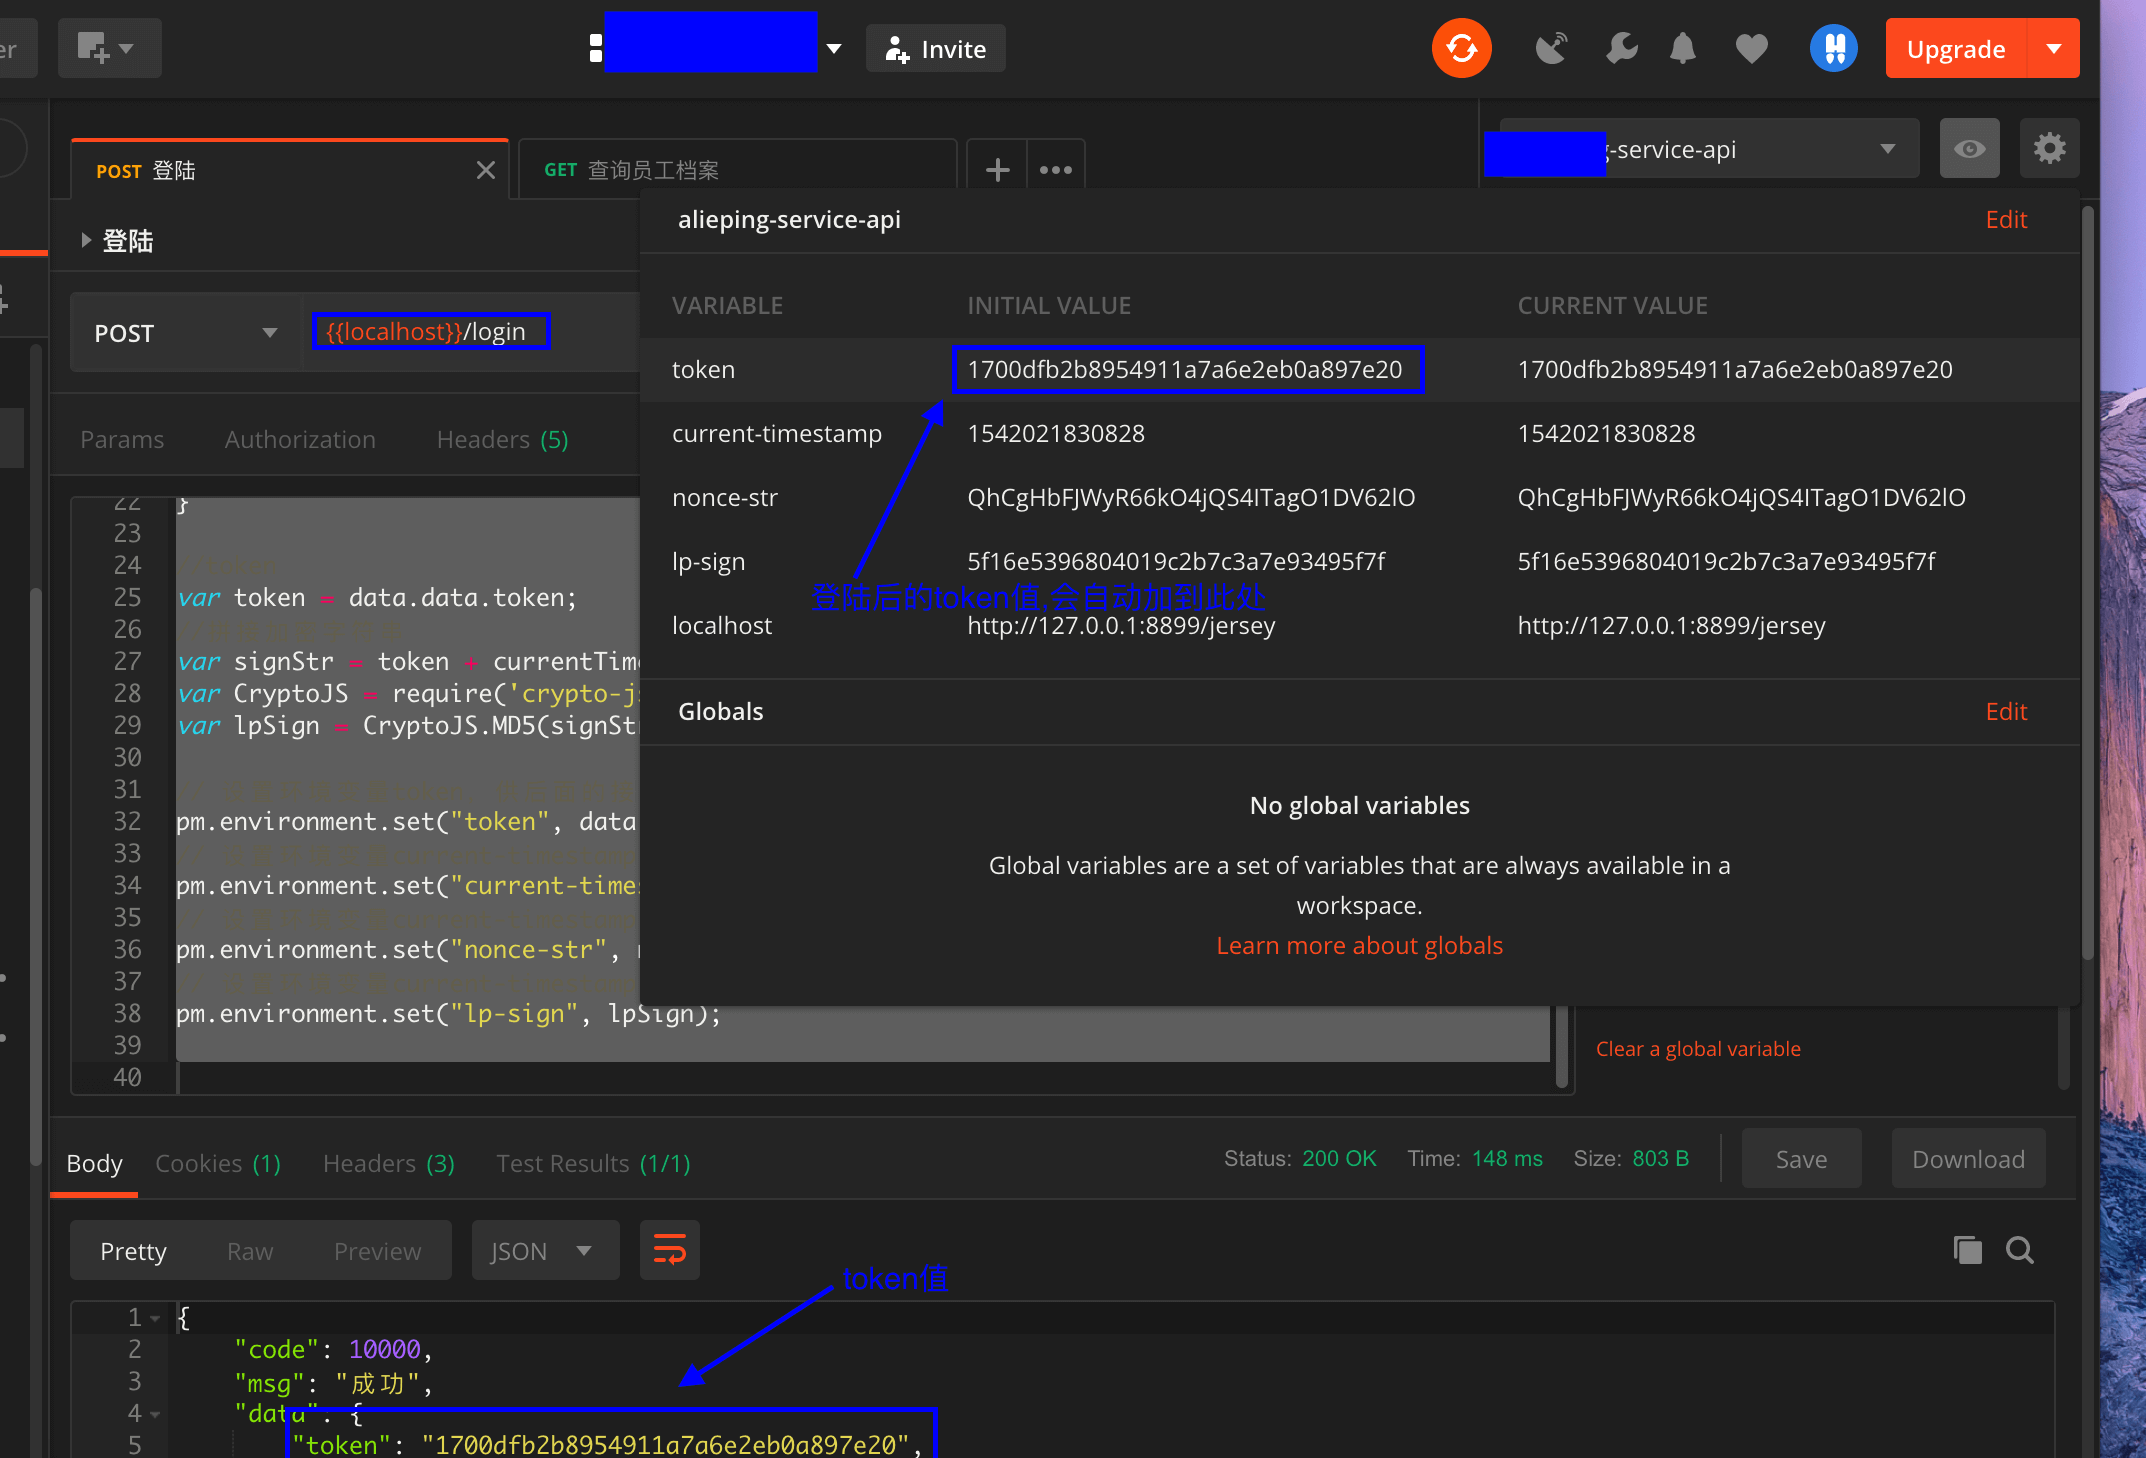 er
Invite
Upgrade
POST 登陆
GET 查询员工档案
-service-api
登陆
alieping-service-api
Edit
VARIABLE INITIAL VALUE CURRENT VALUE
POST
{{localhost}}/login
token 1700dfb2b8954911a7a6e2eb0a897e20 1700dfb2b8954911a7a6e2eb0a897e20
current-timestamp 1542021830828 1542021830828
Params Authorization Headers (5)
nonce-str QhCgHbFJWyR66kO4jQS4ITagO1DV62lO QhCgHbFJWyR66kO4jQS4ITagO1DV62lO
lp-sign 5f16e5396804019c2b7c3a7e93495f7f 5f16e5396804019c2b7c3a7e93495f7f
登陆后的token值.会自动加到此处
localhost http://127.0.0.1:8899/jersey http://127.0.0.1:8899/jersey
Globals
Edit
No global variables
Global variables are a set of variables that are always available in a
workspace.
Learn more about globals
22 }
23
24
25 var token = data.data.token;
26
27 var signStr = token + currentTime
28 var CryptoJS = require('crypto-js
29 var lpSign = CryptoJS.MD5(signStr
30
31
32 pm.environment.set("token", data
33
34 pm.environment.set("current-times
35
36 pm.environment.set("nonce-str",
37
38 pm.environment.set("lp-sign", lpSign);
39
40
Clear a global variable
Body Cookies (1) Headers (3) Test Results (1/1)
Status: 200 OK Time: 148 ms Size: 803 B
Save
Download
Pretty Raw Preview JSON
token值
1 {
2 "code": 10000,
3 "msg": "成功",
4 "data": {
5 "token": "1700dfb2b8954911a7a6e2eb0a897e20",